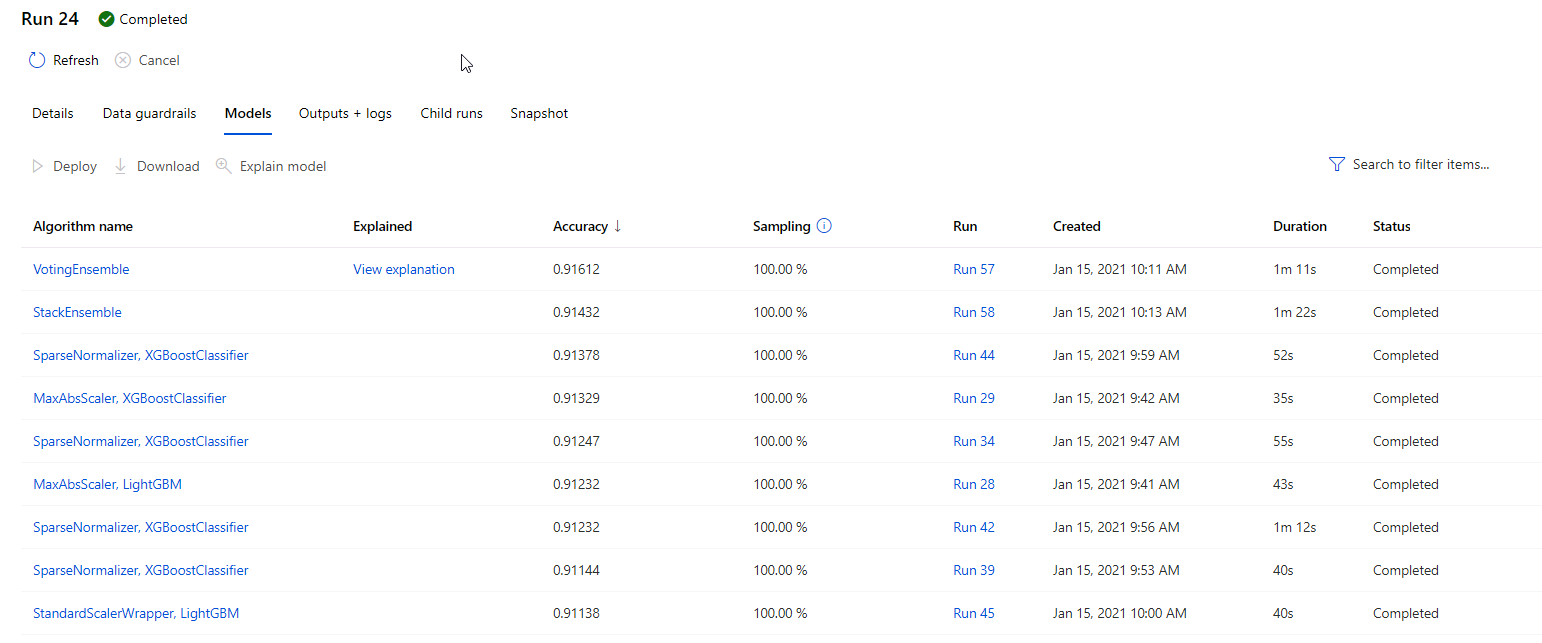 Run 24 Completed
Refresh Cancel
Details Data guardrails Models Outputs + logs Child runs Snapshot
Deploy Download Explain model Search to filter items...
Algorithm name Explained Accuracy ↓ Sampling Run Created Duration Status
VotingEnsemble View explanation 0.91612 100.00 % Run 57 Jan 15, 2021 10:11 AM 1m 11s Completed
StackEnsemble 0.91432 100.00 % Run 58 Jan 15, 2021 10:13 AM 1m 22s Completed
SparseNormalizer, XGBoostClassifier 0.91378 100.00 % Run 44 Jan 15, 2021 9:59 AM 52s Completed
MaxAbsScaler, XGBoostClassifier 0.91329 100.00 % Run 29 Jan 15, 2021 9:42 AM 35s Completed
SparseNormalizer, XGBoostClassifier 0.91247 100.00 % Run 34 Jan 15, 2021 9:47 AM 55s Completed
MaxAbsScaler, LightGBM 0.91232 100.00 % Run 28 Jan 15, 2021 9:41 AM 43s Completed
SparseNormalizer, XGBoostClassifier 0.91232 100.00 % Run 42 Jan 15, 2021 9:56 AM 1m 12s Completed
SparseNormalizer, XGBoostClassifier 0.91144 100.00 % Run 39 Jan 15, 2021 9:53 AM 40s Completed
StandardScalerWrapper, LightGBM 0.91138 100.00 % Run 45 Jan 15, 2021 10:00 AM 40s Completed